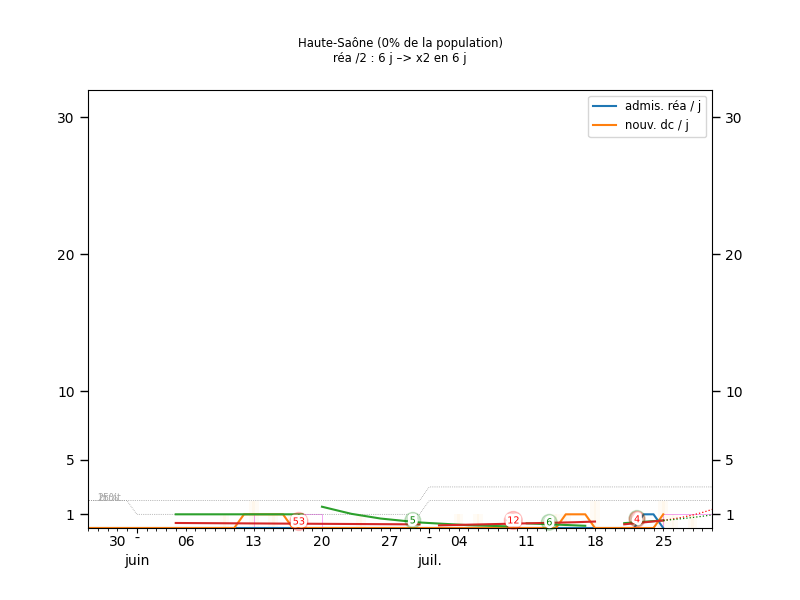 Haute-Saône (0% de la population)
réa /2 : 6 j –> x2 en 6 j
admis. réa / j
nouv. dc / j
30
20
10
5
1
30
20
10
5
1
53
5
12
6
4
30 - 06 13 20 27 - 04 11 18 25
juin juil.